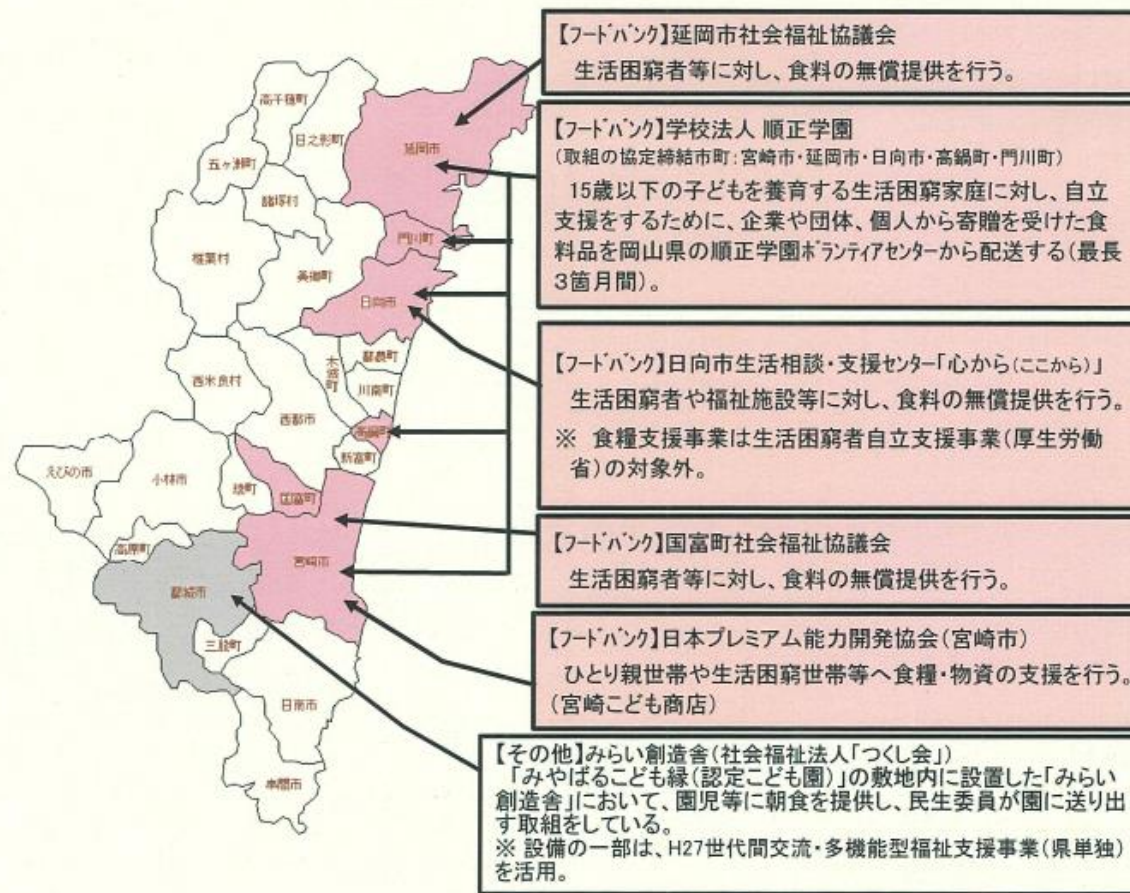 【フードバンク】延岡市社会福祉協議会
生活困窮者等に対し、食料の無償提供を行う。
【フードバンク】学校法人 順正学園
(取組の協定締結市町:宮崎市・延岡市・日向市・高鍋町・門川町)
15歳以下の子どもを養育する生活困窮家庭に対し、自立
支援をするために、企業や団体、個人から寄贈を受けた食
料品を岡山県の順正学園ボランティアセンターから配送する(最長
3箇月間)。
【フードバンク】日向市生活相談・支援センター「心から(ここから)」
生活困窮者や福祉施設等に対し、食料の無償提供を行う。
※ 食糧支援事業は生活困窮者自立支援事業(厚生労働
省)の対象外。
【フードバンク】国富町社会福祉協議会
生活困窮者等に対し、食料の無償提供を行う。
【フードバンク】日本プレミアム能力開発協会(宮崎市)
ひとり親世帯や生活困窮世帯等へ食糧・物資の支援を行う。
(宮崎こども商店)
【その他】みらい創造舎(社会福祉法人「つくし会」)
「みやばるこども縁(認定こども園)」の敷地内に設置した「みらい
創造舎」において、園児等に朝食を提供し、民生委員が園に送り出
す取組をしている。
※ 設備の一部は、H27世代間交流・多機能型福祉支援事業(県単独)
を活用。
高千穂町
日之影町
延岡市
五ヶ瀬町
諸塚村
門川町
椎葉村
美郷町
日向市
都農町
木城町
西米良村
川南町
西都市
高鍋町
新富町
えびの市
小林市
綾町
国富町
高原町
宮崎市
都城市
三股町
日南市
串間市